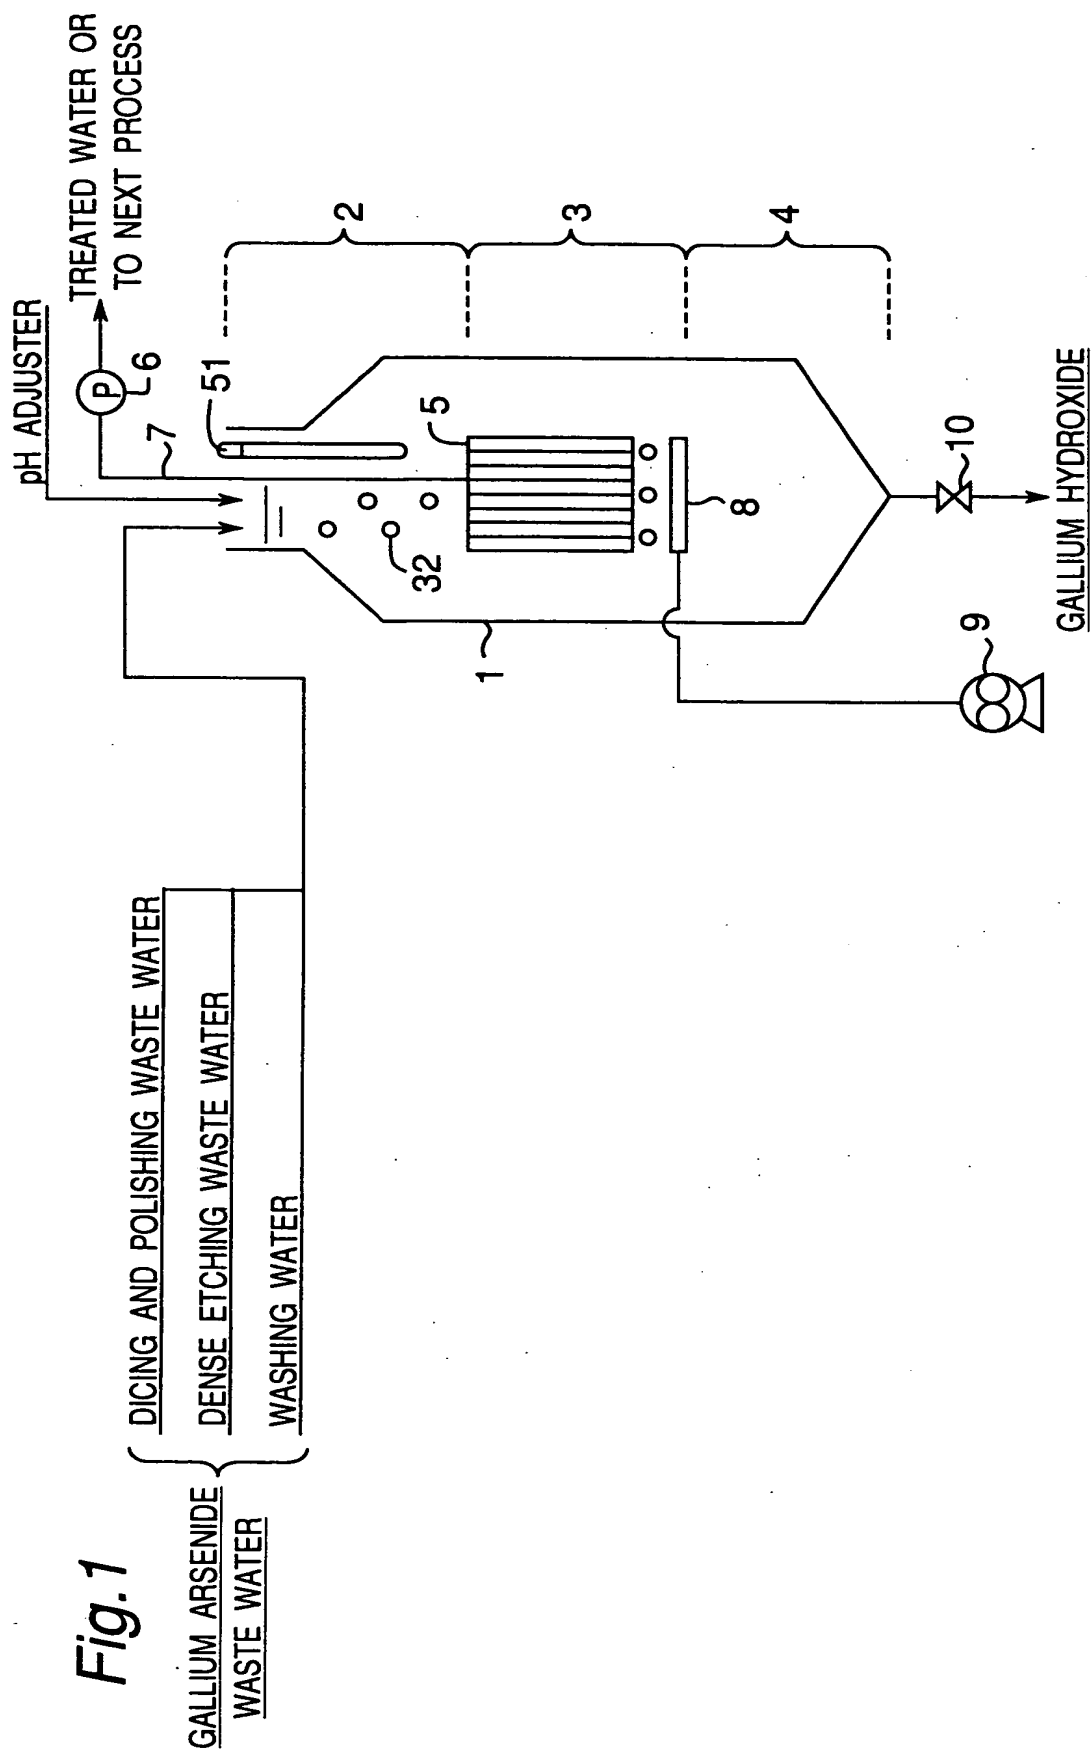 Fig.1
GALLIUM ARSENIDE
WASTE WATER
DICING AND POLISHING WASTE WATER
DENSE ETCHING WASTE WATER
WASHING WATER
pH ADJUSTER
TREATED WATER OR
TO NEXT PROCESS
P
6
7
51
5
32
1
8
9
10
2
3
4
GALLIUM HYDROXIDE